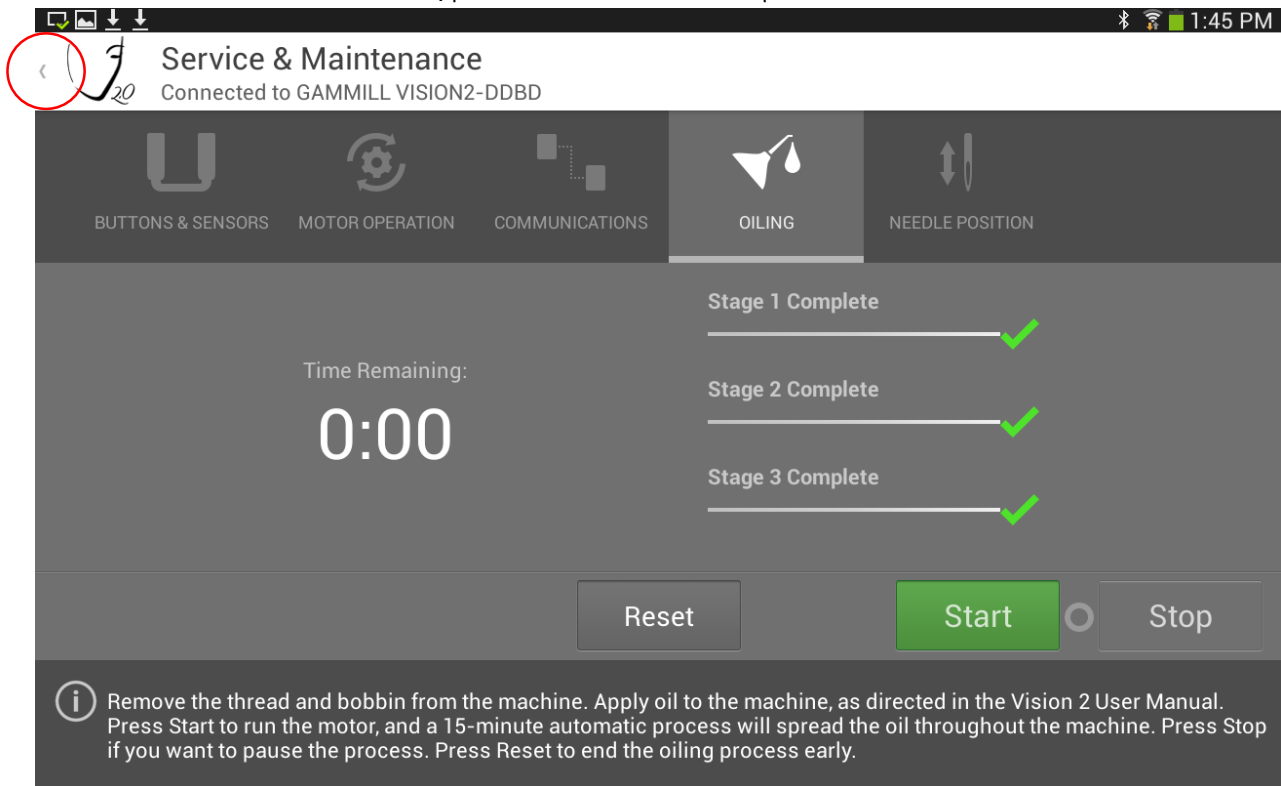 1:45 PM
Service & Maintenance
Connected to GAMMILL VISION2-DDBD
20
BUTTONS & SENSORS
MOTOR OPERATION
COMMUNICATIONS
OILING
NEEDLE POSITION
Time Remaining:
0:00
Stage 1 Complete
Stage 2 Complete
Stage 3 Complete
Reset
Start
Stop
Remove the thread and bobbin from the machine. Apply oil to the machine, as directed in the Vision 2 User Manual.
Press Start to run the motor, and a 15-minute automatic process will spread the oil throughout the machine. Press Stop
if you want to pause the process. Press Reset to end the oiling process early.